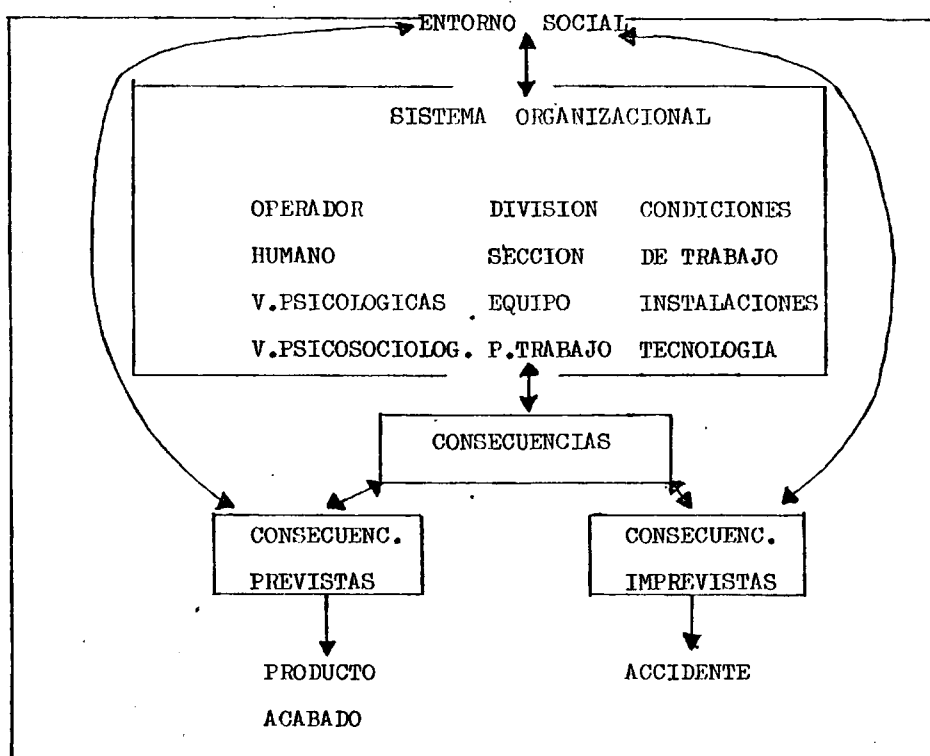 ENTORNO SOCIAL
SISTEMA ORGANIZACIONAL
OPERADOR DIVISION CONDICIONES
HUMANO SECCION DE TRABAJO
V.PSICOLOGICAS EQUIPO INSTALACIONES
V.PSICOSOCIOLOG. P.TRABAJO TECNOLOGIA
CONSECUENCIAS
CONSECUENC.
PREVISTAS
CONSECUENC.
IMPREVISTAS
PRODUCTO
ACABADO
ACCIDENTE